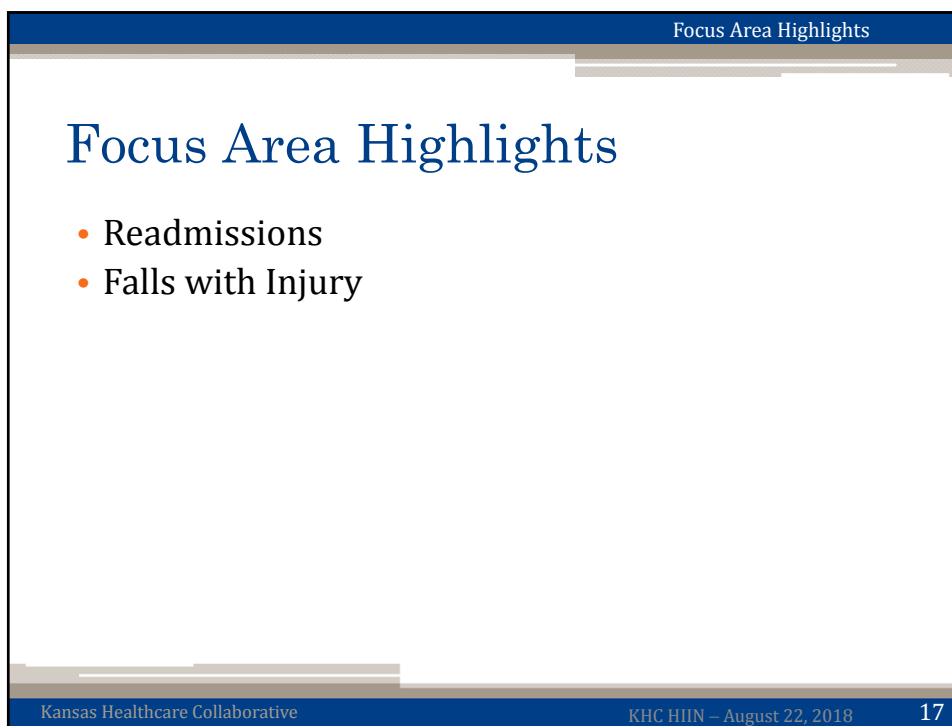 Focus Area Highlights
Focus Area Highlights
• Readmissions
• Falls with Injury
Kansas Healthcare Collaborative
KHC HIIN – August 22, 2018
17